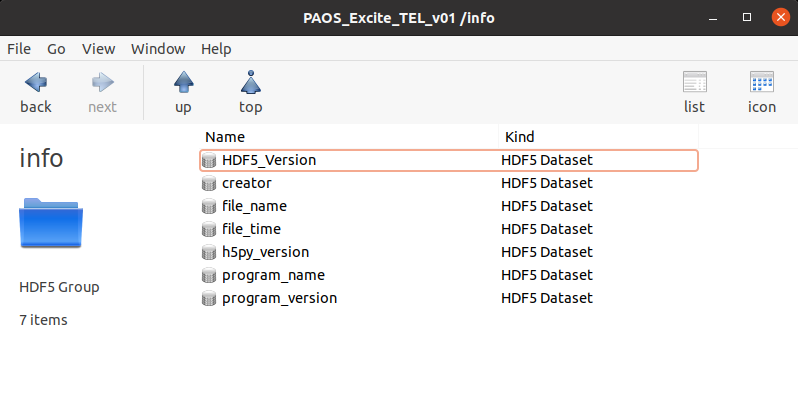 PAOS_Excite_TEL_v01 /info
File Go View Window Help
back next up top list icon
info
HDF5 Group
7 items
Name Kind
HDF5_Version HDF5 Dataset
creator HDF5 Dataset
file_name HDF5 Dataset
file_time HDF5 Dataset
h5py_version HDF5 Dataset
program_name HDF5 Dataset
program_version HDF5 Dataset